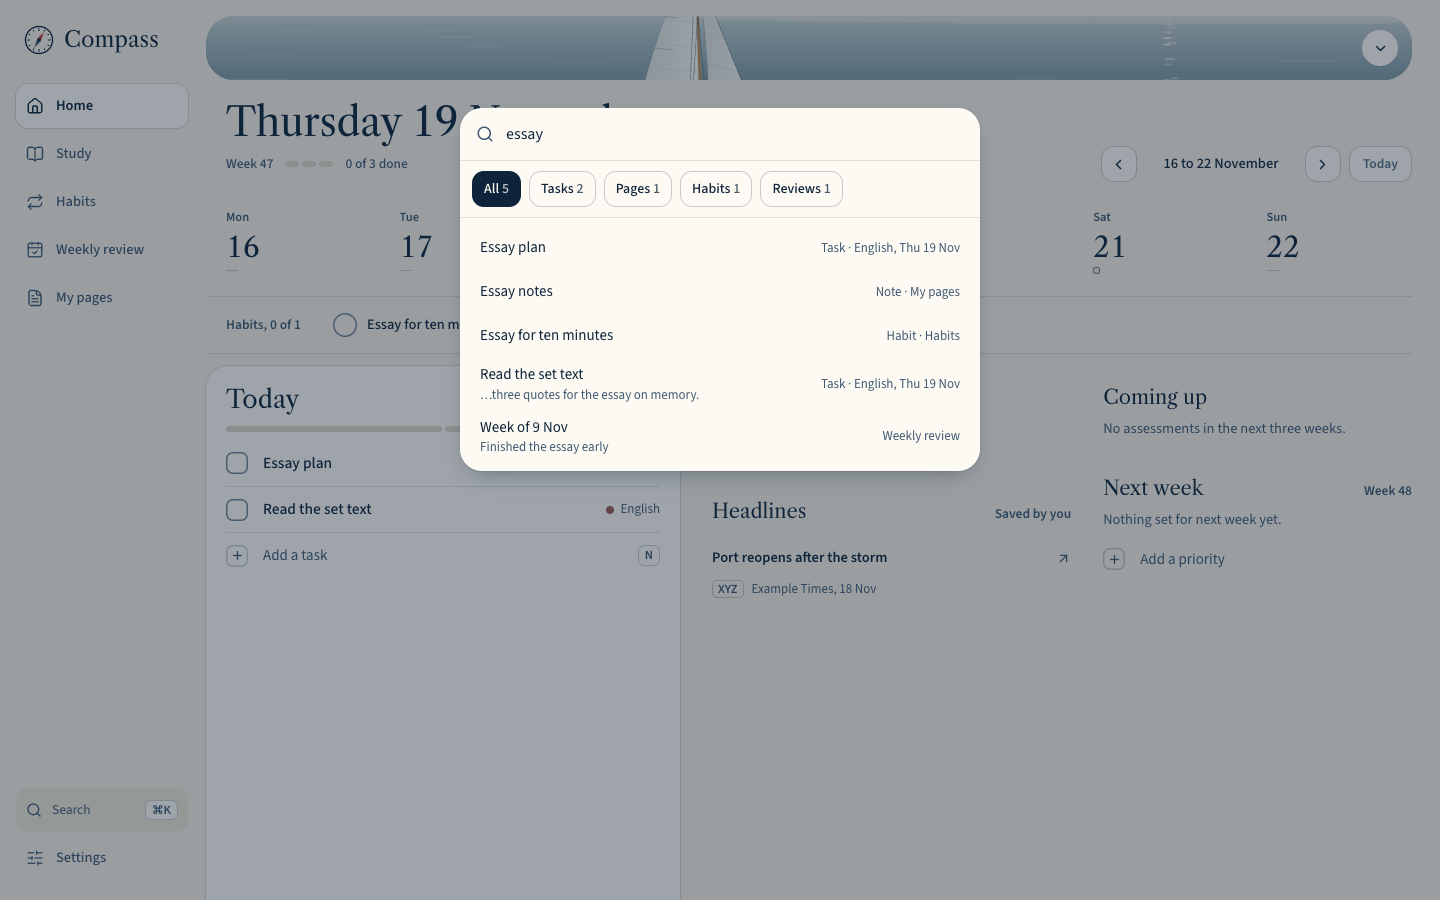 Compass
Home
Study
Habits
Weekly review
My pages
Search
⌘K
Settings
Thursday 19
Week 47
0 of 3 done
16 to 22 November
Today
Mon
16
Tue
17
Sat
21
Sun
22
Habits, 0 of 1
Essay for ten m
essay
All 5
Tasks 2
Pages 1
Habits 1
Reviews 1
Essay plan
Task · English, Thu 19 Nov
Essay notes
Note · My pages
Essay for ten minutes
Habit · Habits
Read the set text
Task · English, Thu 19 Nov
…three quotes for the essay on memory.
Week of 9 Nov
Weekly review
Finished the essay early
Today
Essay plan
Read the set text
English
Add a task
N
Headlines
Saved by you
Port reopens after the storm
XYZ
Example Times, 18 Nov
Coming up
No assessments in the next three weeks.
Next week
Week 48
Nothing set for next week yet.
Add a priority